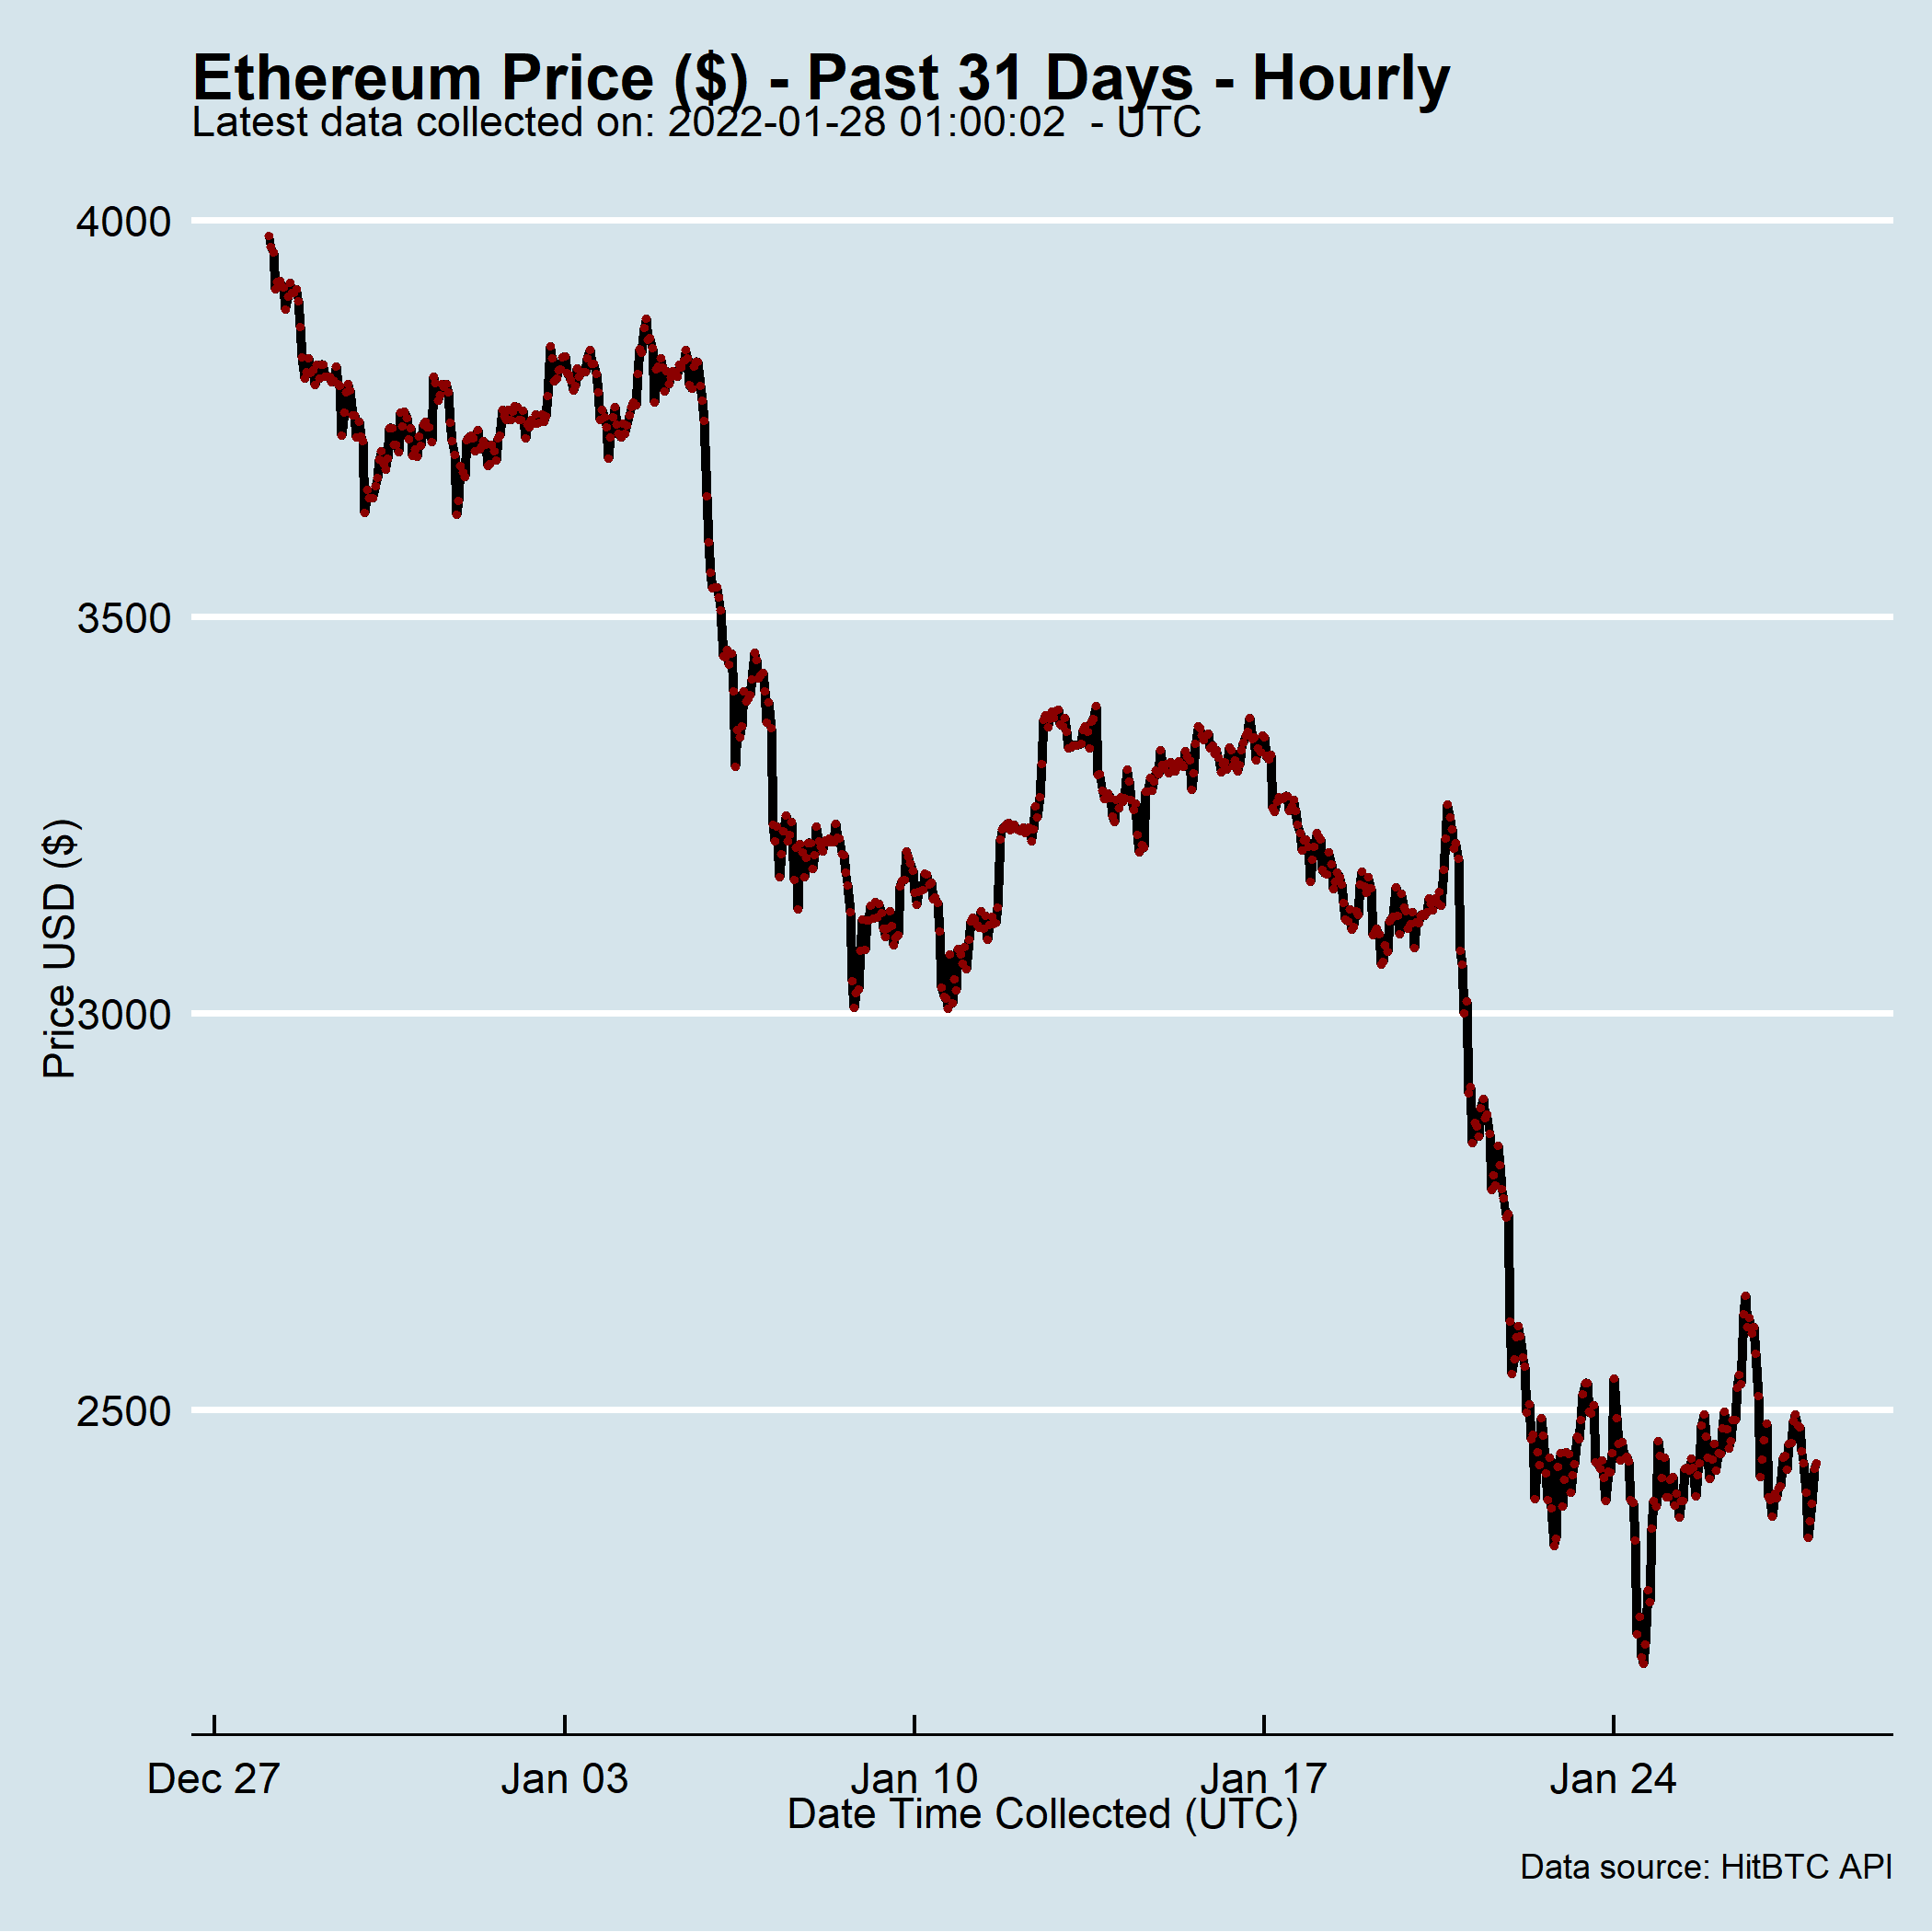 Ethereum Price ($) - Past 31 Days - Hourly
Latest data collected on: 2022-01-28 01:00:02  - UTC
4000
3500
3000
2500
Price USD ($)
Dec 27
Jan 03
Jan 10
Jan 17
Jan 24
Date Time Collected (UTC)
Data source: HitBTC API